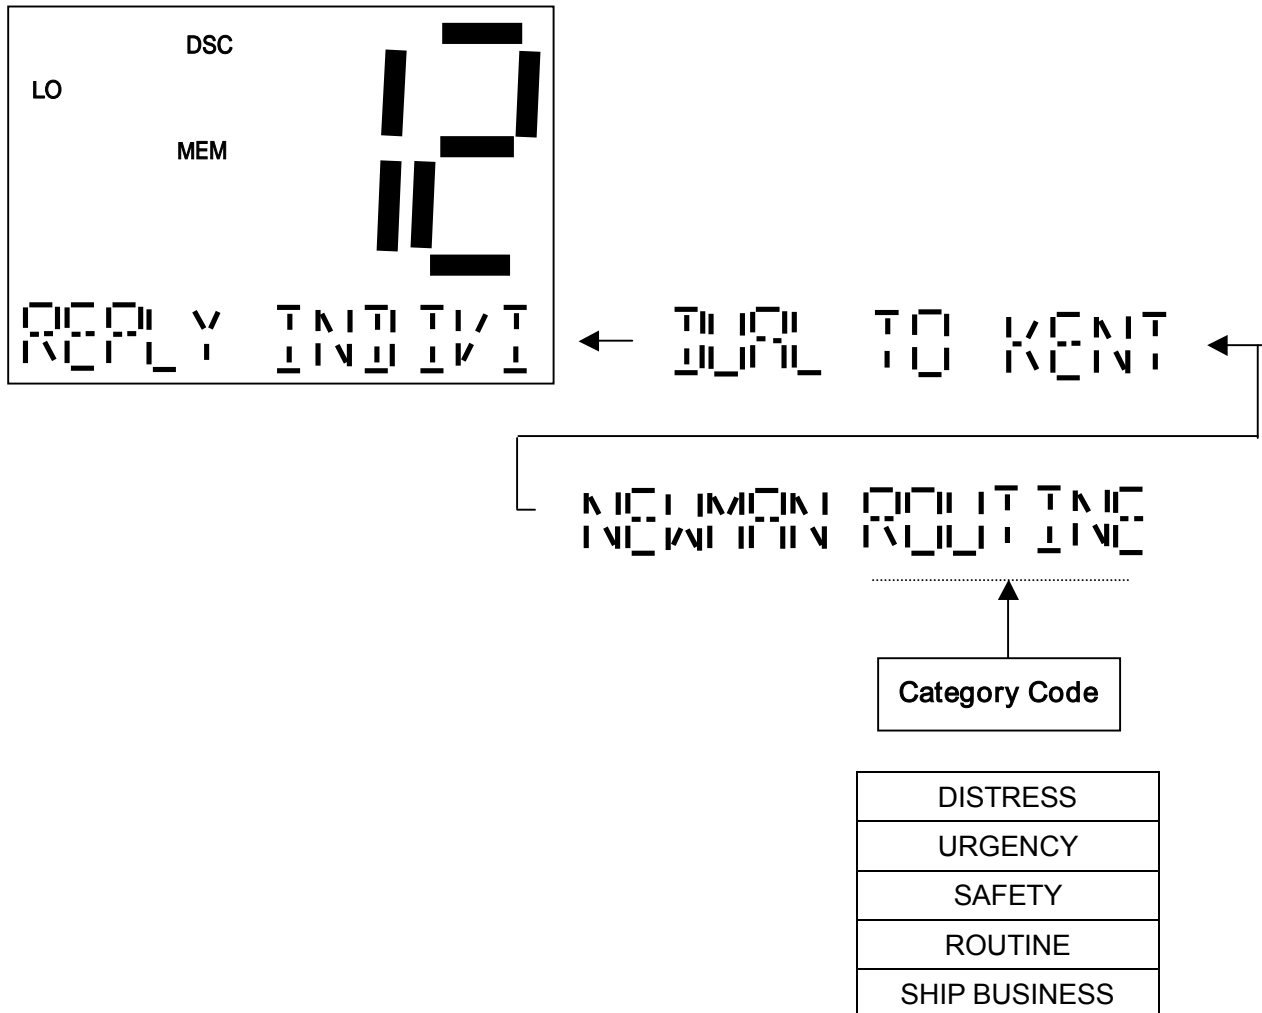 DSC
LO
12
MEM
REPLY INDIVI
DUAL TO KENT
NEWMAN ROUTINE
Category Code
DISTRESS
URGENCY
SAFETY
ROUTINE
SHIP BUSINESS